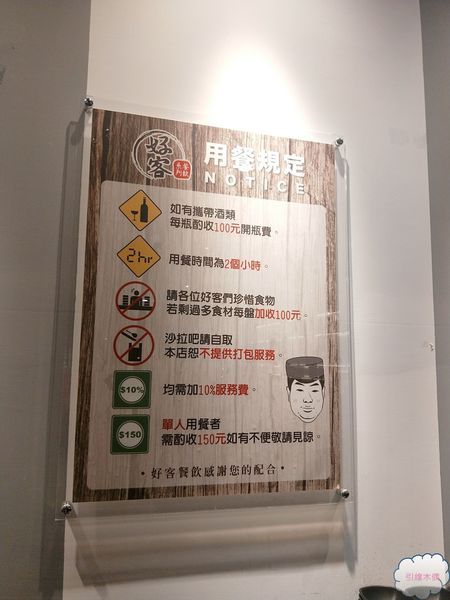 好客
用餐規定
NOTICE
如有攜帶酒類
每瓶酌收100元開瓶費。
2hr
用餐時間為2個小時。
請各位好客們珍惜食物
若剩過多食材每盤加收100元。
沙拉吧請自取
本店恕不提供打包服務。
$10%
均需加10%服務費。
$150
單人用餐者
需酌收150元如有不便敬請見諒。
・好客餐飲感謝您的配合・
引線木偶